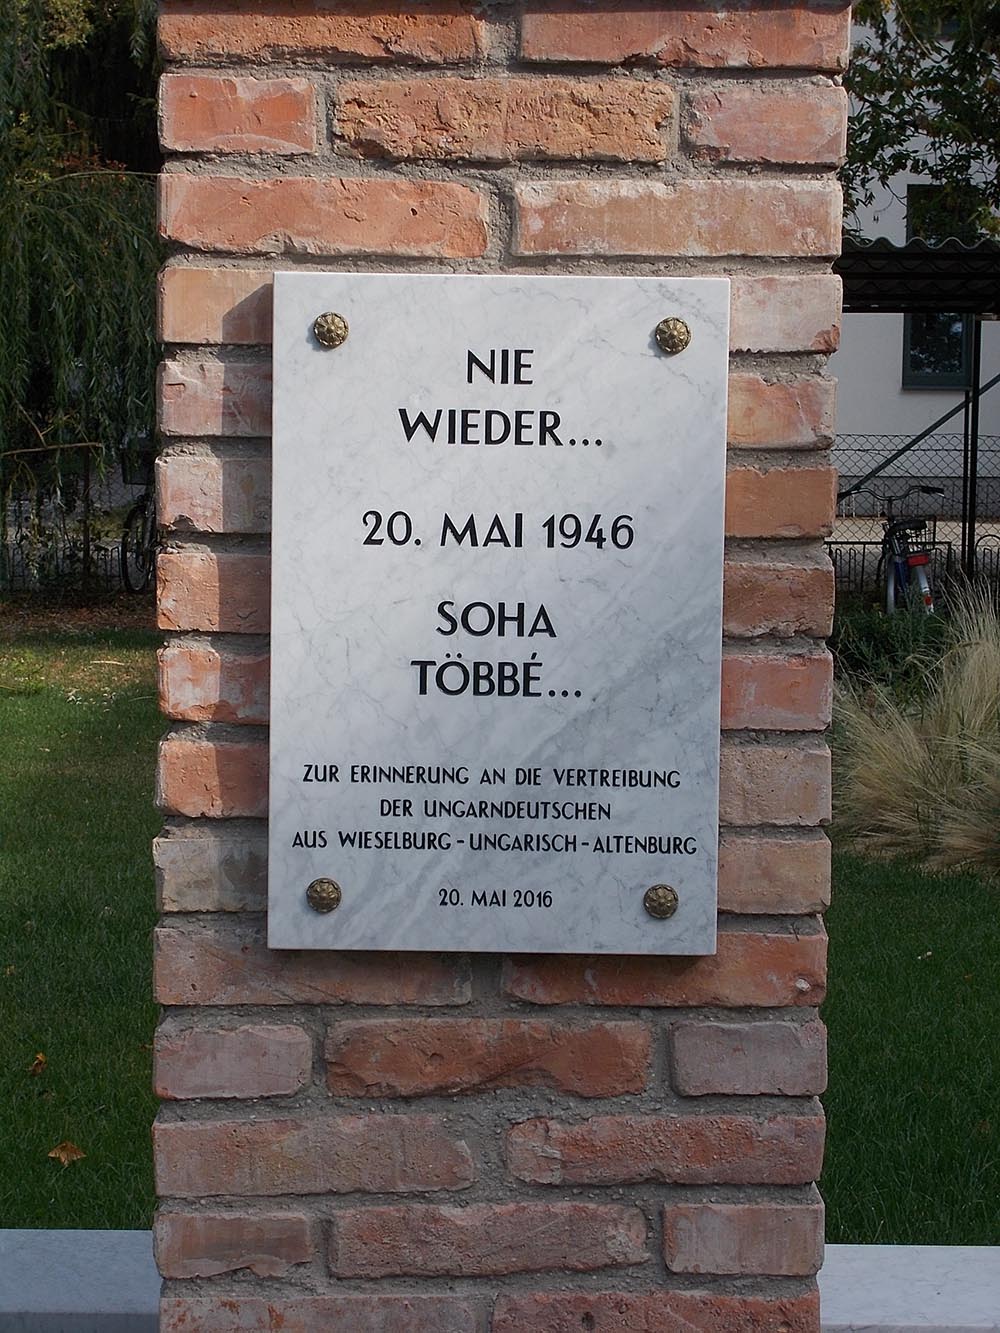 NIE
WIEDER...
20. MAI 1946
SOHA
TÖBBÉ...
ZUR ERINNERUNG AN DIE VERTREIBUNG
DER UNGARNDEUTSCHEN
AUS WIESELBURG-UNGARISCH-ALTENBURG
20. MAI 2016